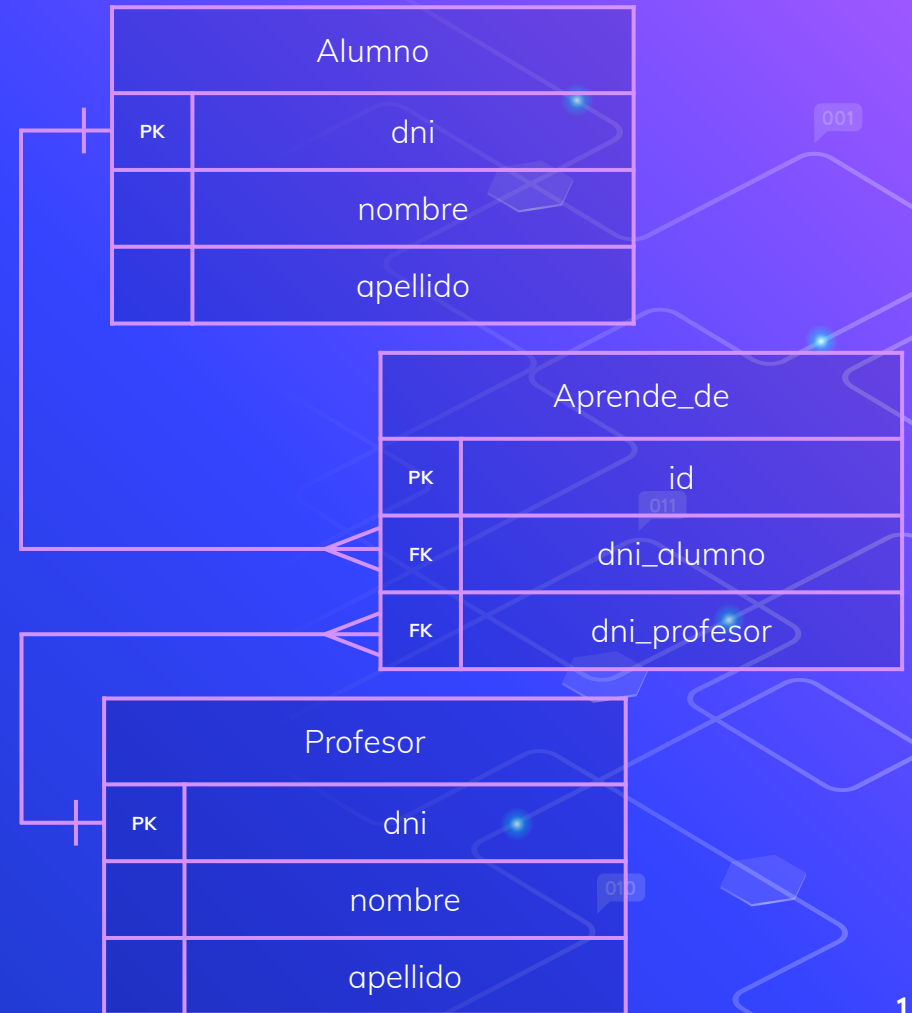 Alumno
PK dni
001
nombre
apellido
Aprende_de
PK id
011
FK dni_alumno
FK dni_profesor
Profesor
PK dni
nombre
010
apellido
1